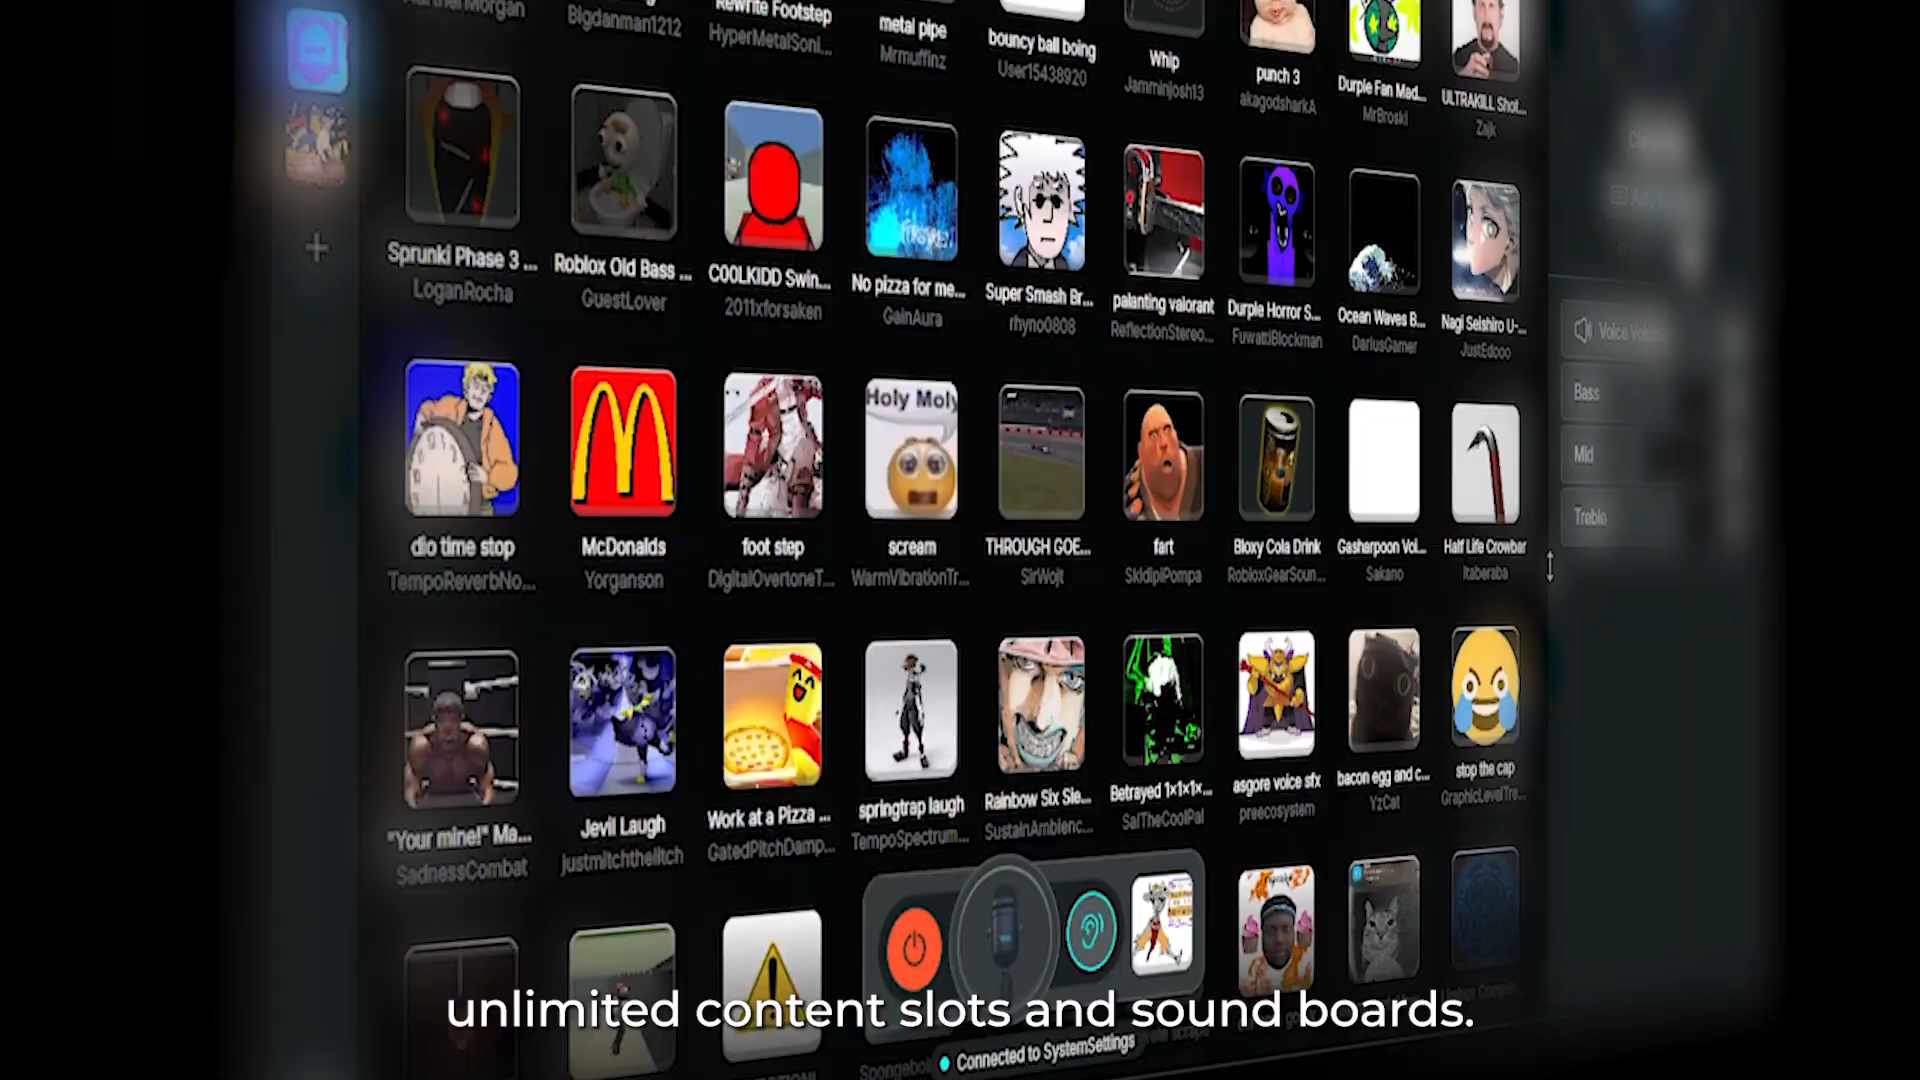 Bigdanman1212
Rewrite Footstep
HyperMetalSoni...
metal pipe
Mrmuffinz
bouncy ball boing
User15438920
Whip
Jamminjosh13
punch 3
akagodsharkA
Durple Fan Mad...
MrBroski
ULTRAKILL Shot...
Zajk
Sprunki Phase 3 ...
LoganRocha
Roblox Old Bass ...
GuestLover
C00LKIDD Swin...
2011xforsaken
No pizza for me...
GainAura
Super Smash Br...
rhyno0808
palanting valorant
ReflectionStereo...
Durple Horror S...
FuwattiBlockman
Ocean Waves B...
DariusGamer
Nagi Seishiro U-...
JustEdooo
Voice
Bass
Mid
Treble
Holy Moly
dio time stop
TempoReverbNo...
McDonalds
Yorganson
foot step
DigitalOvertoneT...
scream
WarmVibrationTr...
THROUGH GOE...
SirWojt
fart
SkidipiPompa
Bloxy Cola Drink
RobloxGearSoun...
Gasharpoon Voi...
Sakano
Half Life Crowbar
Itaberaba
"Your mine!" Ma...
SadnessCombat
Jevil Laugh
justmitchtheiitch
Work at a Pizza ...
GatedPitchDamp...
springtrap laugh
TempoSpectrum...
Rainbow Six Sie...
SustainAmbienc...
Betrayed 1x1x1x...
SalTheCoolPal
asgore voice sfx
preecosystem
bacon egg and c...
YzCat
stop the cap
GraphicLevelTre...
unlimited content slots and sound boards.
Connected to SystemSettings